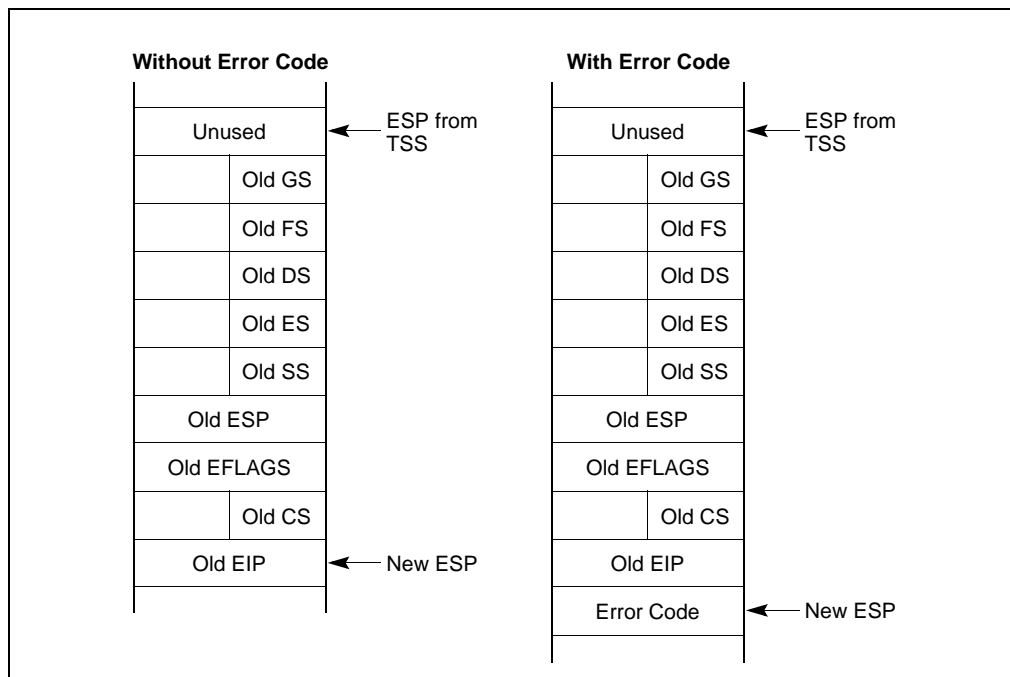 Without Error Code
Unused
ESP from
TSS
Old GS
Old FS
Old DS
Old ES
Old SS
Old ESP
Old EFLAGS
Old CS
Old EIP
New ESP
With Error Code
Unused
ESP from
TSS
Old GS
Old FS
Old DS
Old ES
Old SS
Old ESP
Old EFLAGS
Old CS
Old EIP
Error Code
New ESP